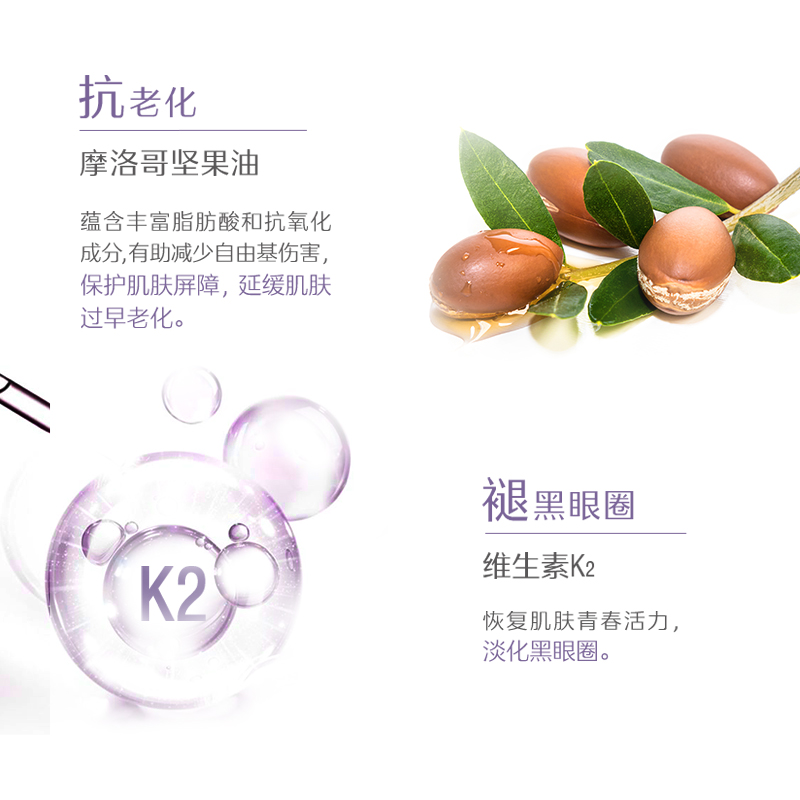 抗老化
摩洛哥坚果油
蕴含丰富脂肪酸和抗氧化
成分,有助减少自由基伤害，
保护肌肤屏障，延缓肌肤
过早老化。
K2
褪黑眼圈
维生素K2
恢复肌肤青春活力，
淡化黑眼圈。